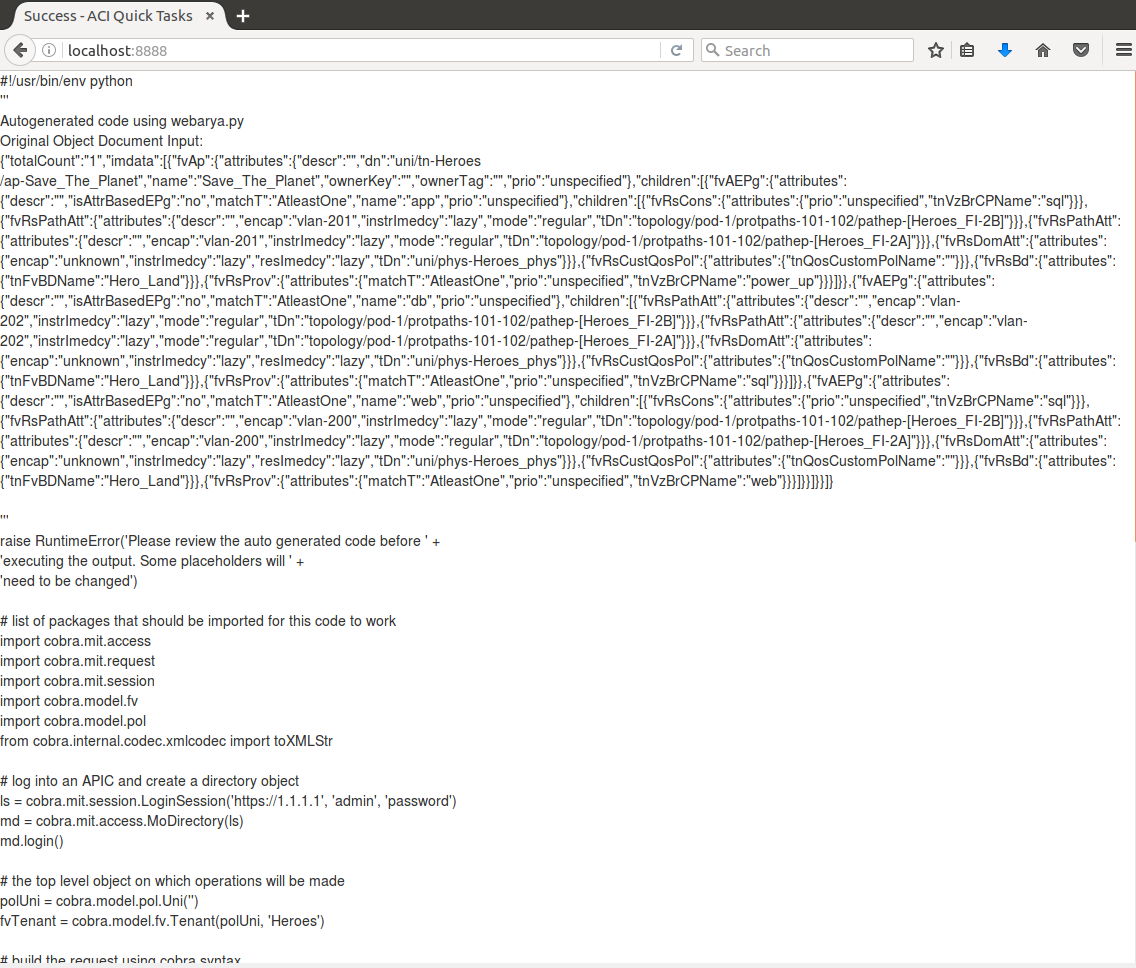 Success - ACI Quick Tasks
localhost:8888
Search
#!/usr/bin/env python
'''
Autogenerated code using webarya.py
Original Object Document Input:
{"totalCount":"1","imdata":[{"fvAp":{"attributes":{"descr":"","dn":"uni/tn-Heroes
/ap-Save_The_Planet","name":"Save_The_Planet","ownerKey":"","ownerTag":"","prio":"unspecified"},"children":[{"fvAEPg":{"attributes":
{"descr":"","isAttrBasedEPg":"no","matchT":"AtleastOne","name":"app","prio":"unspecified"},"children":[{"fvRsCons":{"attributes":{"prio":"unspecified","tnVzBrCPName":"sql"}}},
{"fvRsPathAtt":{"attributes":{"descr":"","encap":"vlan-201","instrImedcy":"lazy","mode":"regular","tDn":"topology/pod-1/protpaths-101-102/pathep-[Heroes_FI-2B]"}}},{"fvRsPathAtt":
{"attributes":{"descr":"","encap":"vlan-201","instrImedcy":"lazy","mode":"regular","tDn":"topology/pod-1/protpaths-101-102/pathep-[Heroes_FI-2A]"}}},{"fvRsDomAtt":{"attributes":
{"encap":"unknown","instrImedcy":"lazy","resImedcy":"lazy","tDn":"uni/phys-Heroes_phys"}}},{"fvRsCustQosPol":{"attributes":{"tnQosCustomPolName":""}}},{"fvRsBd":{"attributes":
{"tnFvBDName":"Hero_Land"}}},{"fvRsProv":{"attributes":{"matchT":"AtleastOne","prio":"unspecified","tnVzBrCPName":"power_up"}}}]}},{"fvAEPg":{"attributes":
{"descr":"","isAttrBasedEPg":"no","matchT":"AtleastOne","name":"db","prio":"unspecified"},"children":[{"fvRsPathAtt":{"attributes":{"descr":"","encap":"vlan-
202","instrImedcy":"lazy","mode":"regular","tDn":"topology/pod-1/protpaths-101-102/pathep-[Heroes_FI-2B]"}}},{"fvRsPathAtt":{"attributes":{"descr":"","encap":"vlan-
202","instrImedcy":"lazy","mode":"regular","tDn":"topology/pod-1/protpaths-101-102/pathep-[Heroes_FI-2A]"}}},{"fvRsDomAtt":{"attributes":
{"encap":"unknown","instrImedcy":"lazy","resImedcy":"lazy","tDn":"uni/phys-Heroes_phys"}}},{"fvRsCustQosPol":{"attributes":{"tnQosCustomPolName":""}}},{"fvRsBd":{"attributes":
{"tnFvBDName":"Hero_Land"}}},{"fvRsProv":{"attributes":{"matchT":"AtleastOne","prio":"unspecified","tnVzBrCPName":"sql"}}}]}},{"fvAEPg":{"attributes":
{"descr":"","isAttrBasedEPg":"no","matchT":"AtleastOne","name":"web","prio":"unspecified"},"children":[{"fvRsCons":{"attributes":{"prio":"unspecified","tnVzBrCPName":"sql"}}},
{"fvRsPathAtt":{"attributes":{"descr":"","encap":"vlan-200","instrImedcy":"lazy","mode":"regular","tDn":"topology/pod-1/protpaths-101-102/pathep-[Heroes_FI-2B]"}}},{"fvRsPathAtt":
{"attributes":{"descr":"","encap":"vlan-200","instrImedcy":"lazy","mode":"regular","tDn":"topology/pod-1/protpaths-101-102/pathep-[Heroes_FI-2A]"}}},{"fvRsDomAtt":{"attributes":
{"encap":"unknown","instrImedcy":"lazy","resImedcy":"lazy","tDn":"uni/phys-Heroes_phys"}}},{"fvRsCustQosPol":{"attributes":{"tnQosCustomPolName":""}}},{"fvRsBd":{"attributes":
{"tnFvBDName":"Hero_Land"}}},{"fvRsProv":{"attributes":{"matchT":"AtleastOne","prio":"unspecified","tnVzBrCPName":"web"}}}]}}]}}]}

'''
raise RuntimeError('Please review the auto generated code before ' +
'executing the output. Some placeholders will ' +
'need to be changed')

# list of packages that should be imported for this code to work
import cobra.mit.access
import cobra.mit.request
import cobra.mit.session
import cobra.model.fv
import cobra.model.pol
from cobra.internal.codec.xmlcodec import toXMLStr

# log into an APIC and create a directory object
ls = cobra.mit.session.LoginSession('https://1.1.1.1', 'admin', 'password')
md = cobra.mit.access.MoDirectory(ls)
md.login()

# the top level object on which operations will be made
polUni = cobra.model.pol.Uni('')
fvTenant = cobra.model.fv.Tenant(polUni, 'Heroes')

# build the request using cobra syntax